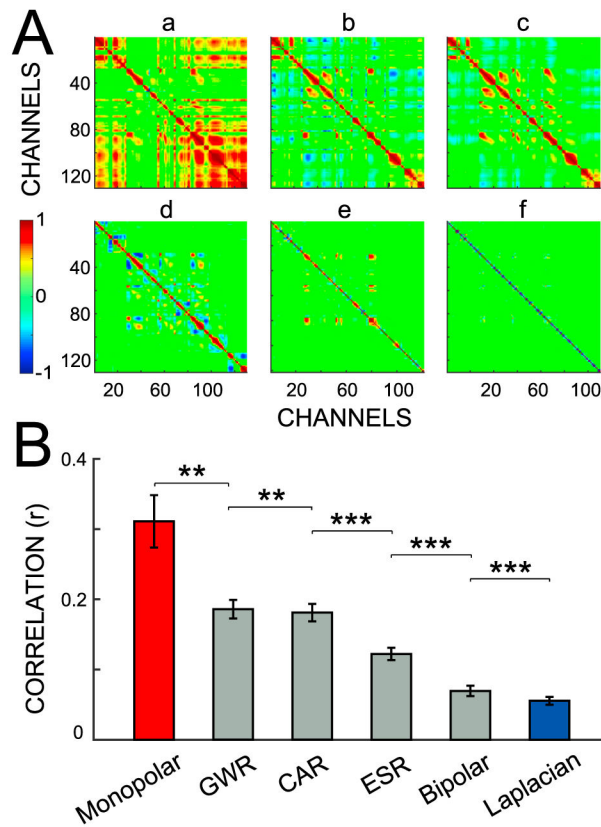 A
a b c
CHANNELS
40
80
120
1
0
-1
d e f
40
80
120
20 60 100 20 60 100 20 60 100
CHANNELS
B
CORRELATION (r)
0.4
0.2
0
** ** *** *** ***
Monopolar GWR CAR ESR Bipolar Laplacian